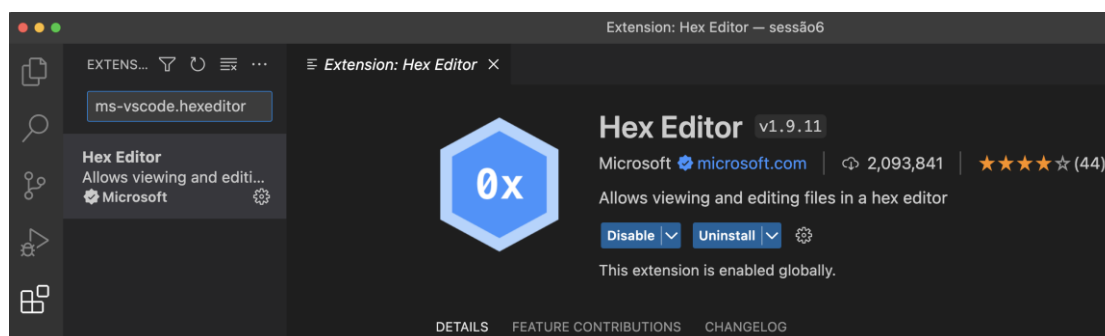 Extension: Hex Editor — sessão6
EXTENS...
Extension: Hex Editor
ms-vscode.hexeditor
Hex Editor
Allows viewing and editi...
Microsoft
0x
Hex Editor v1.9.11
Microsoft microsoft.com 2,093,841 (44)
Allows viewing and editing files in a hex editor
Disable Uninstall
This extension is enabled globally.
DETAILS FEATURE CONTRIBUTIONS CHANGELOG